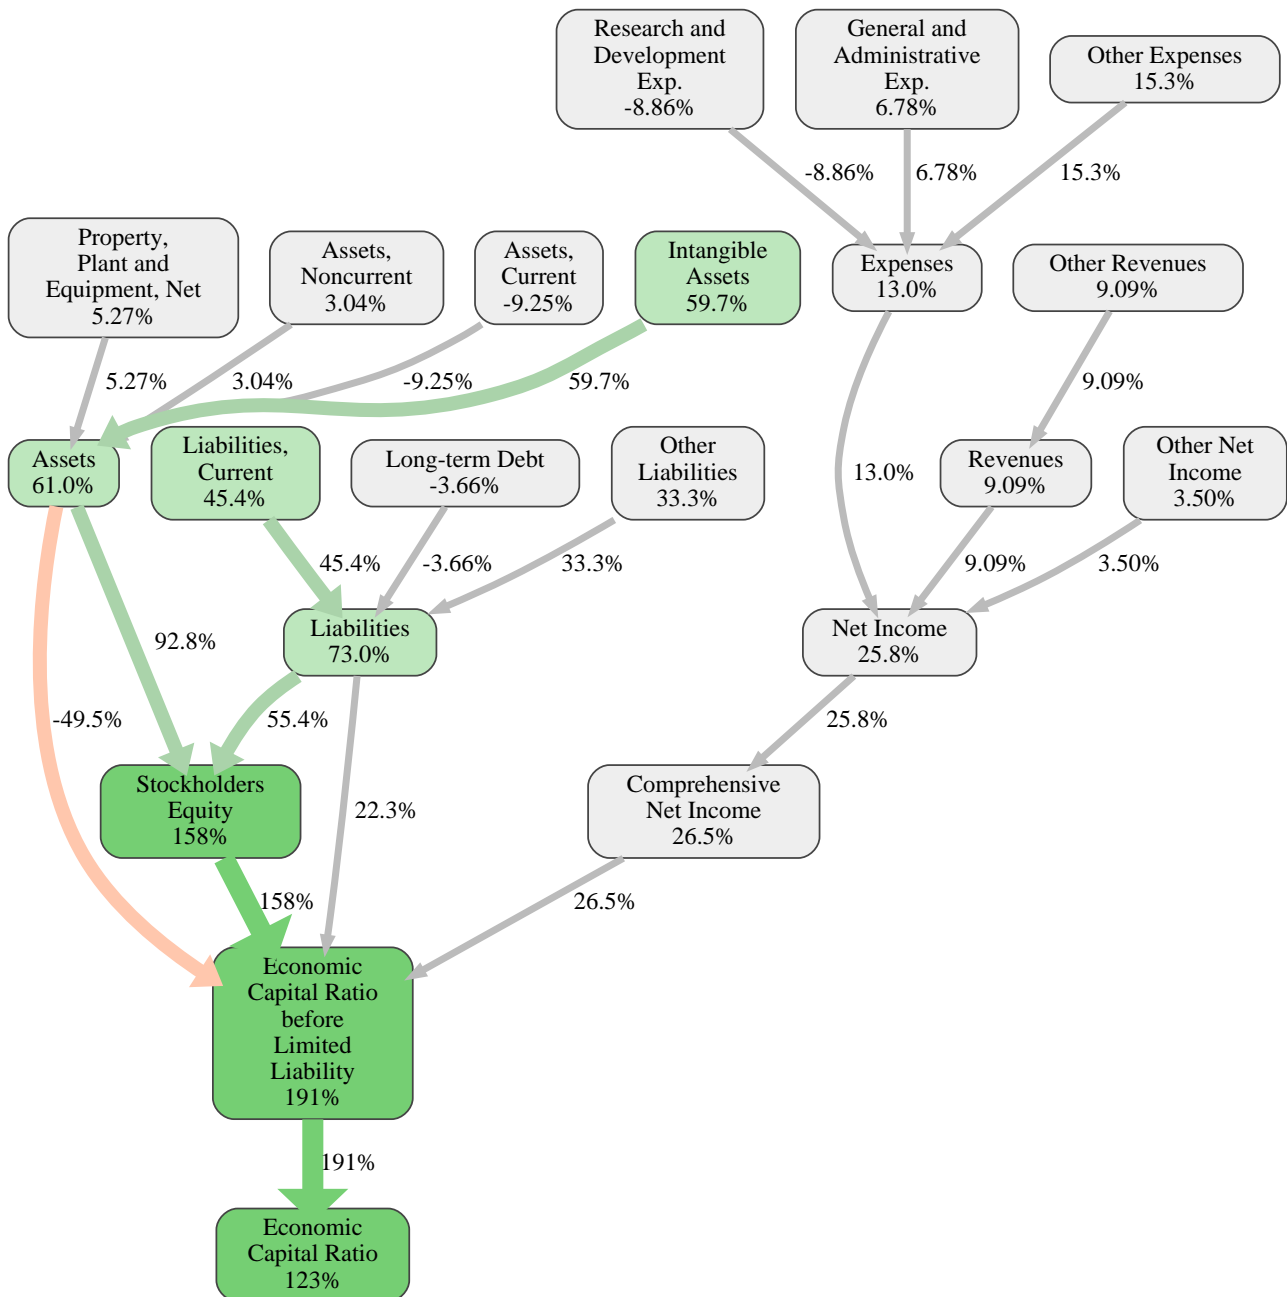 Research and
Development
Exp.
-8.86%
General and
Administrative
Exp.
6.78%
Other Expenses
15.3%
-8.86%
6.78%
15.3%
Property,
Plant and
Equipment, Net
5.27%
Assets,
Noncurrent
3.04%
Assets,
Current
-9.25%
Intangible
Assets
59.7%
Expenses
13.0%
Other Revenues
9.09%
5.27%
3.04%
-9.25%
59.7%
9.09%
Assets
61.0%
Liabilities,
Current
45.4%
Long-term Debt
-3.66%
Other
Liabilities
33.3%
13.0%
Revenues
9.09%
Other Net
Income
3.50%
45.4%
-3.66%
33.3%
9.09%
3.50%
92.8%
Liabilities
73.0%
Net Income
25.8%
-49.5%
55.4%
25.8%
Stockholders
Equity
158%
22.3%
Comprehensive
Net Income
26.5%
158%
26.5%
Economic
Capital Ratio
before
Limited
Liability
191%
191%
Economic
Capital Ratio
123%